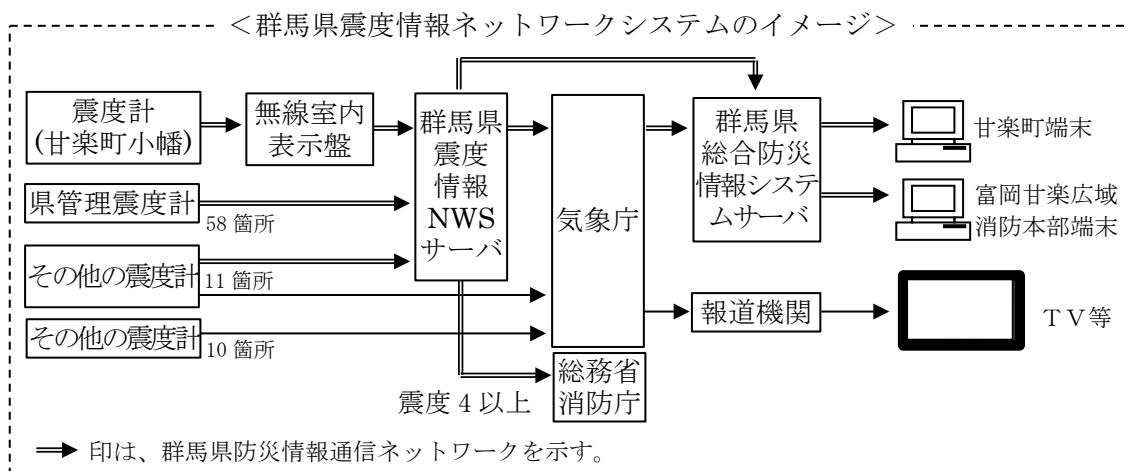 ＜群馬県震度情報ネットワークシステムのイメージ＞
震度計
(甘楽町小幡)
無線室内
表示盤
群馬県
震度
情報
NWS
サーバ
気象庁
群馬県
総合防災
情報システ
ムサーバ
甘楽町端末
富岡甘楽広域
消防本部端末
県管理震度計
58 箇所
その他の震度計
11 箇所
その他の震度計
10 箇所
報道機関
ＴＶ等
総務省
消防庁
震度４以上
印は、群馬県防災情報通信ネットワークを示す。